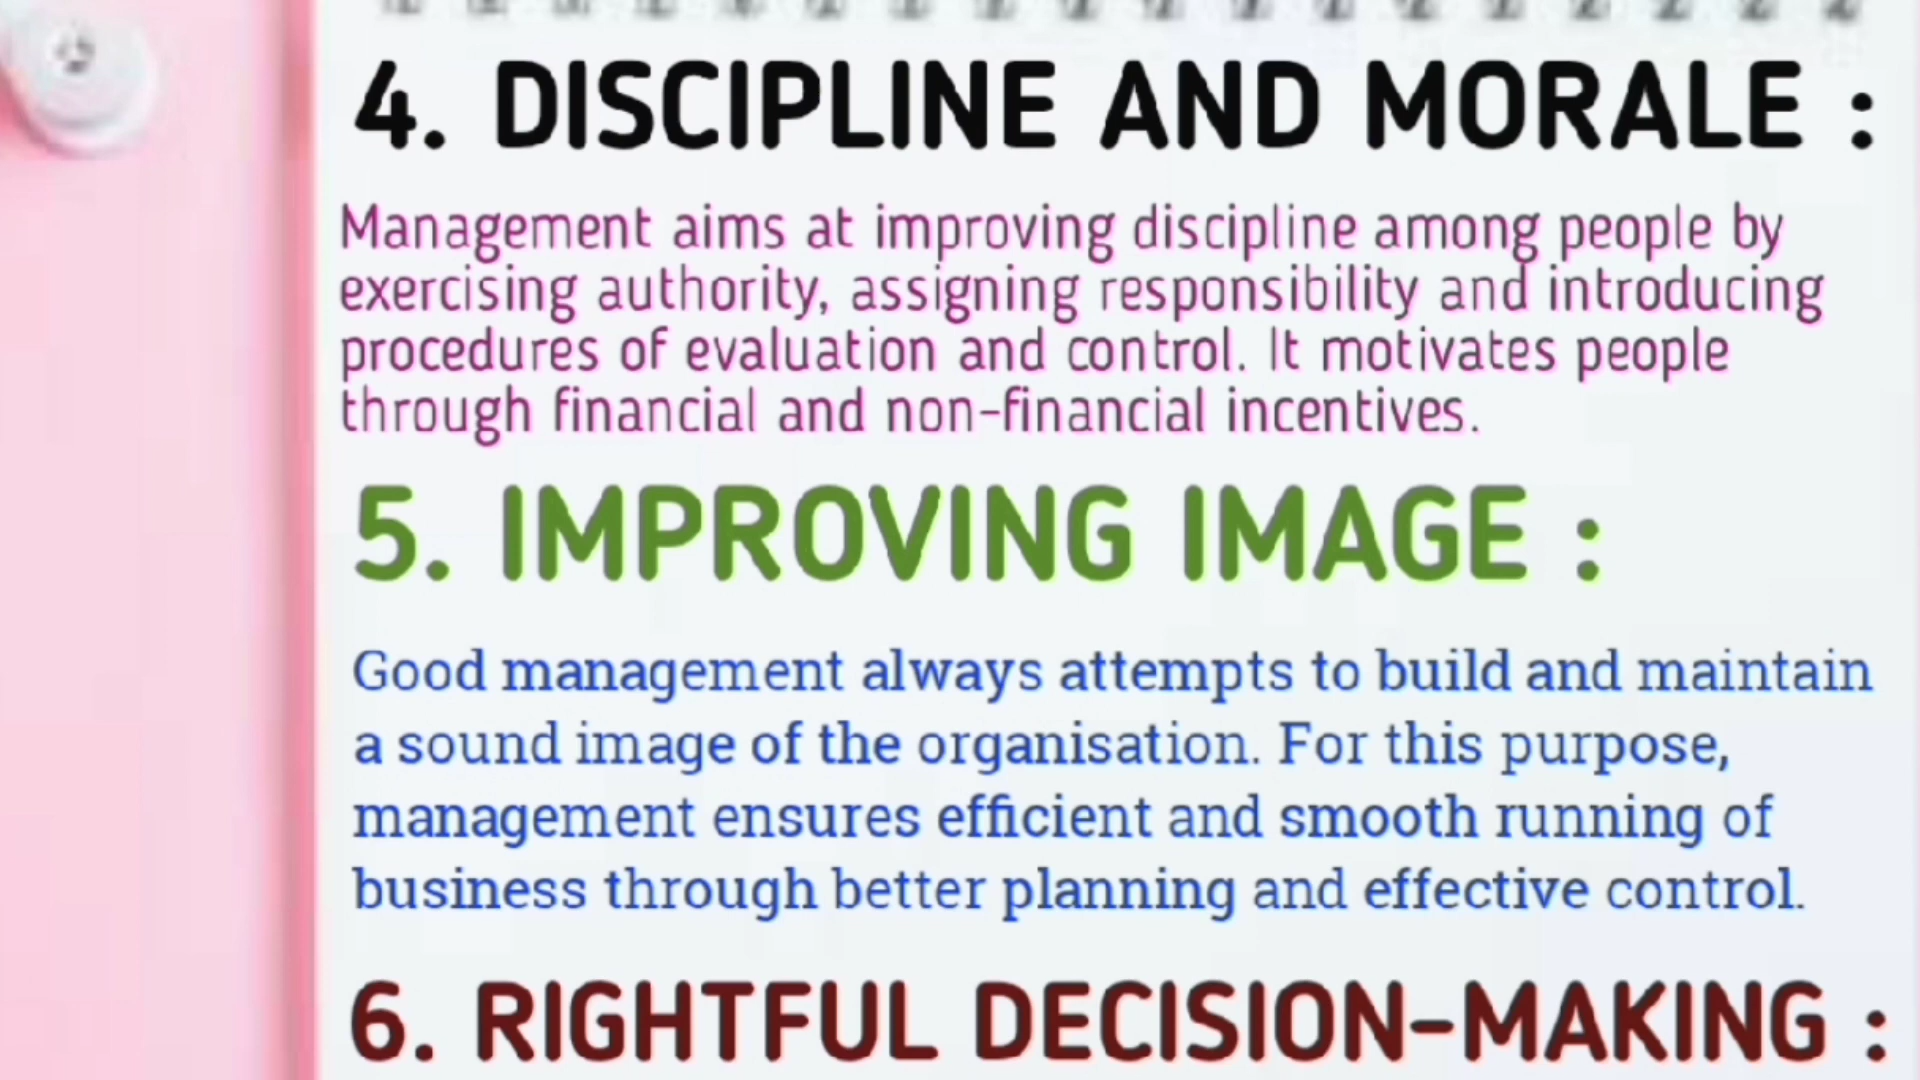 4. DISCIPLINE AND MORALE :
Management aims at improving discipline among people by
exercising authority, assigning responsibility and introducing
procedures of evaluation and control. It motivates people
through financial and non-financial incentives.
5. IMPROVING IMAGE :
Good management always attempts to build and maintain
a sound image of the organisation. For this purpose,
management ensures efficient and smooth running of
business through better planning and effective control.
6. RIGHTFUL DECISION-MAKING :